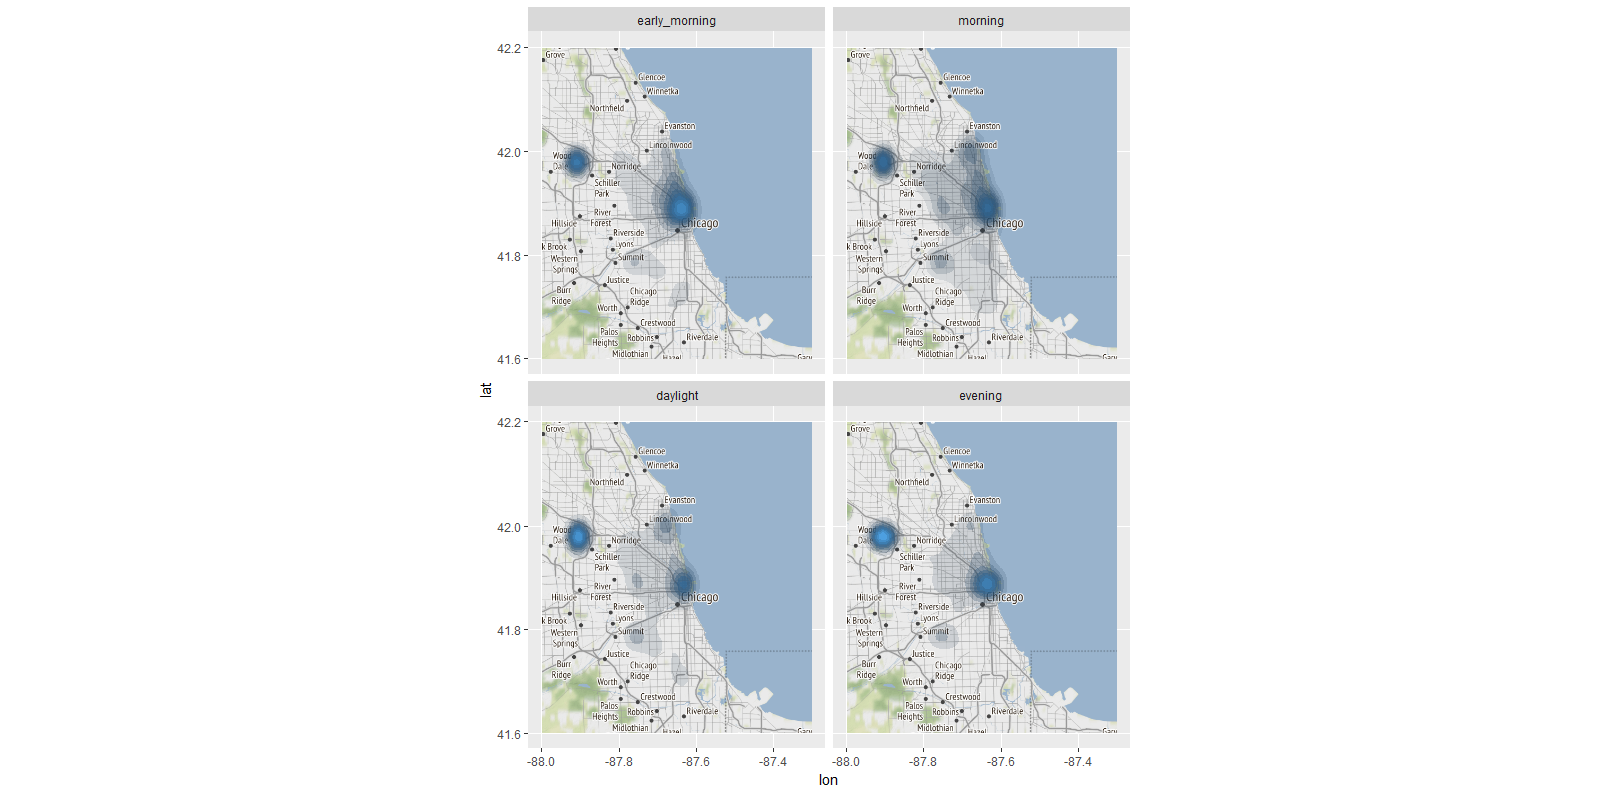 early_morning
morning
42.2
Grove
Glencoe
Winnetka
Northfield
Evanston
42.0
Lincolnwood
Wood
Dale
Norridge
Schiller
Park
River
Forest
Hillside
Chicago
Riverside
k Brook
Lyons
41.8
Western
Springs
Summit
Justice
Burr
Ridge
Chicago
Ridge
Worth
Crestwood
Palos
Heights
Robbins
Riverdale
Midlothian
Hazel
Gary
41.6
Grove
Glencoe
Winnetka
Northfield
Evanston
Lincolnwood
Wood
Dale
Norridge
Schiller
Park
River
Forest
Hillside
Chicago
Riverside
k Brook
Lyons
Western
Springs
Summit
Justice
Burr
Ridge
Chicago
Ridge
Worth
Crestwood
Palos
Heights
Robbins
Riverdale
Midlothian
Hazel
Gary
lat
daylight
evening
42.2
Grove
Glencoe
Winnetka
Northfield
Evanston
42.0
Lincolnwood
Wood
Dale
Norridge
Schiller
Park
River
Forest
Hillside
Chicago
Riverside
k Brook
Lyons
41.8
Western
Springs
Summit
Justice
Burr
Ridge
Chicago
Ridge
Worth
Crestwood
Palos
Heights
Robbins
Riverdale
Midlothian
Hazel
Gary
41.6
Grove
Glencoe
Winnetka
Northfield
Evanston
Lincolnwood
Wood
Dale
Norridge
Schiller
Park
River
Forest
Hillside
Chicago
Riverside
k Brook
Lyons
Western
Springs
Summit
Justice
Burr
Ridge
Chicago
Ridge
Worth
Crestwood
Palos
Heights
Robbins
Riverdale
Midlothian
Hazel
Gary
-88.0 -87.8 -87.6 -87.4
-88.0 -87.8 -87.6 -87.4
lon